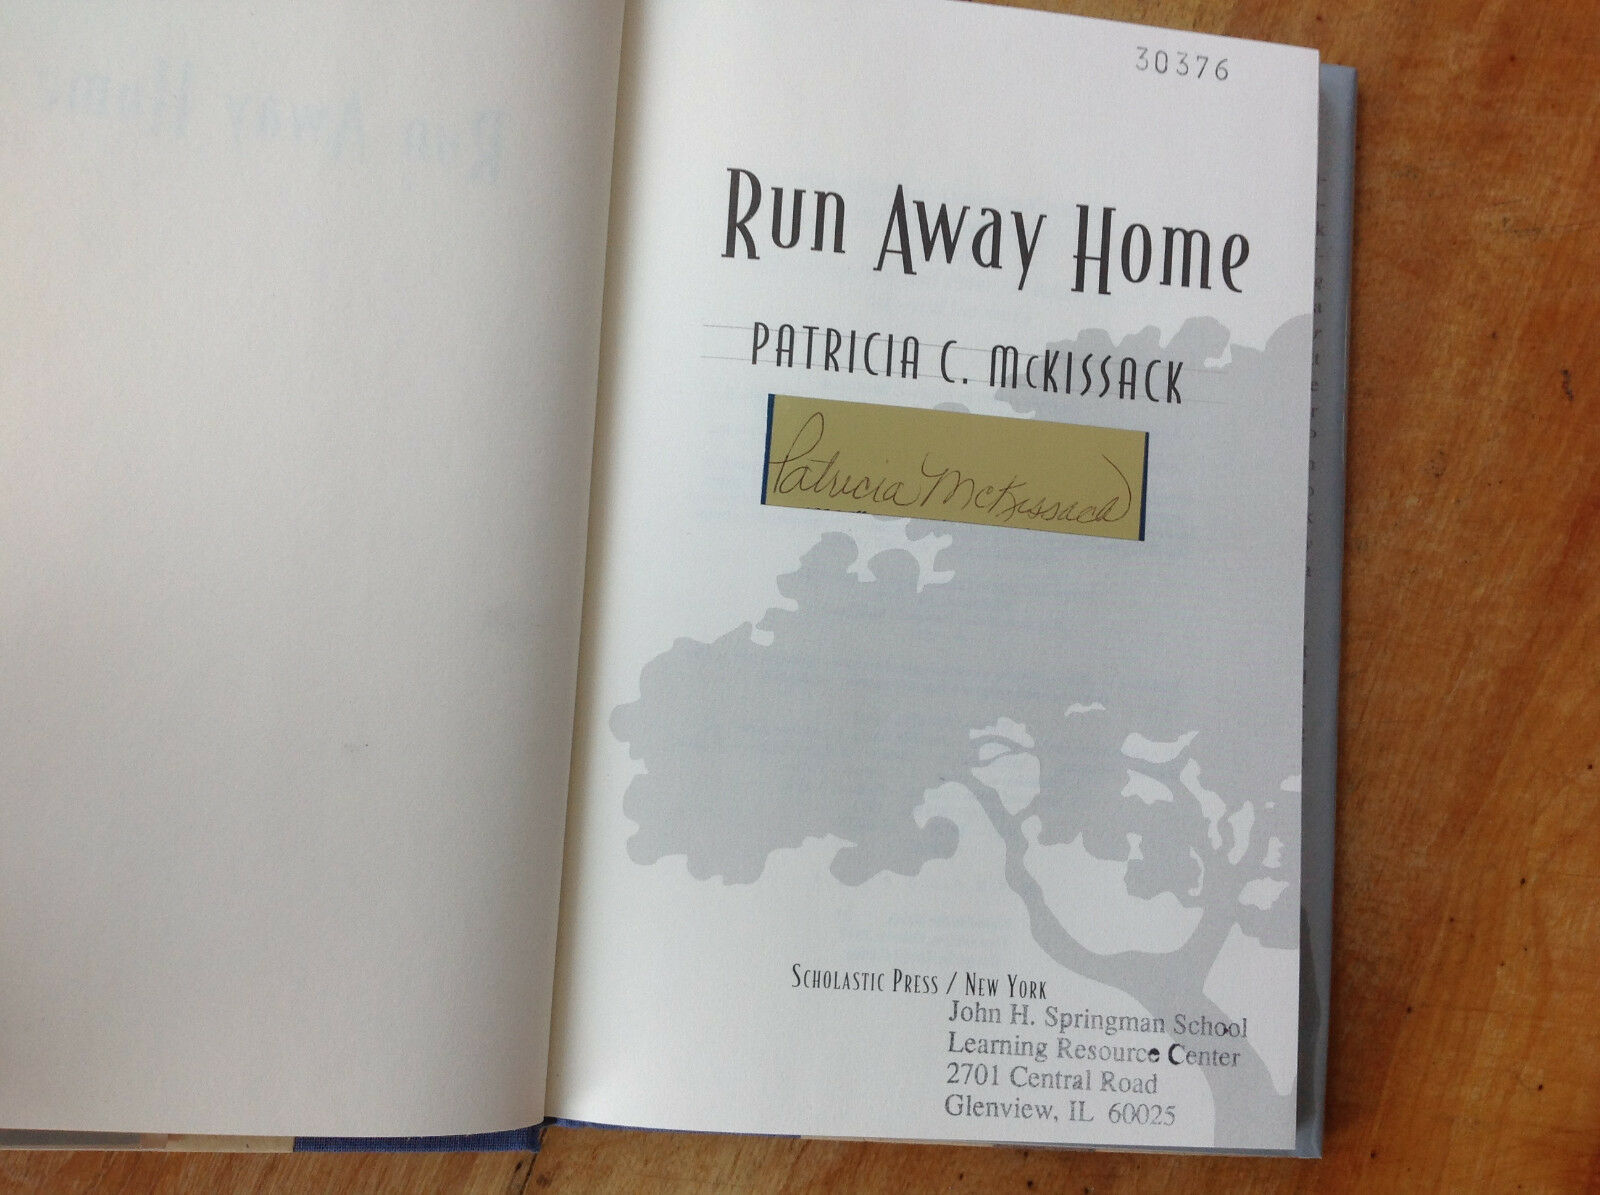 30376
Run Away Home
PATRICIA C. McKISSACK
Patricia McKissack
SCHOLASTIC PRESS / NEW YORK
John H. Springman School
Learning Resource Center
2701 Central Road
Glenview, IL 60025